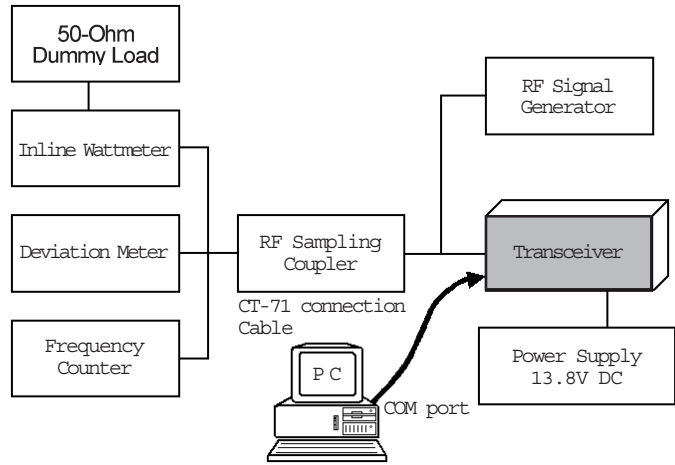 50-Ohm
Dummy Load
RF Signal
Generator
Inline Wattmeter
Deviation Meter
RF Sampling
Coupler
Transceiver
CT-71 connection
Cable
Frequency
Counter
PC
COM port
Power Supply
13.8V DC